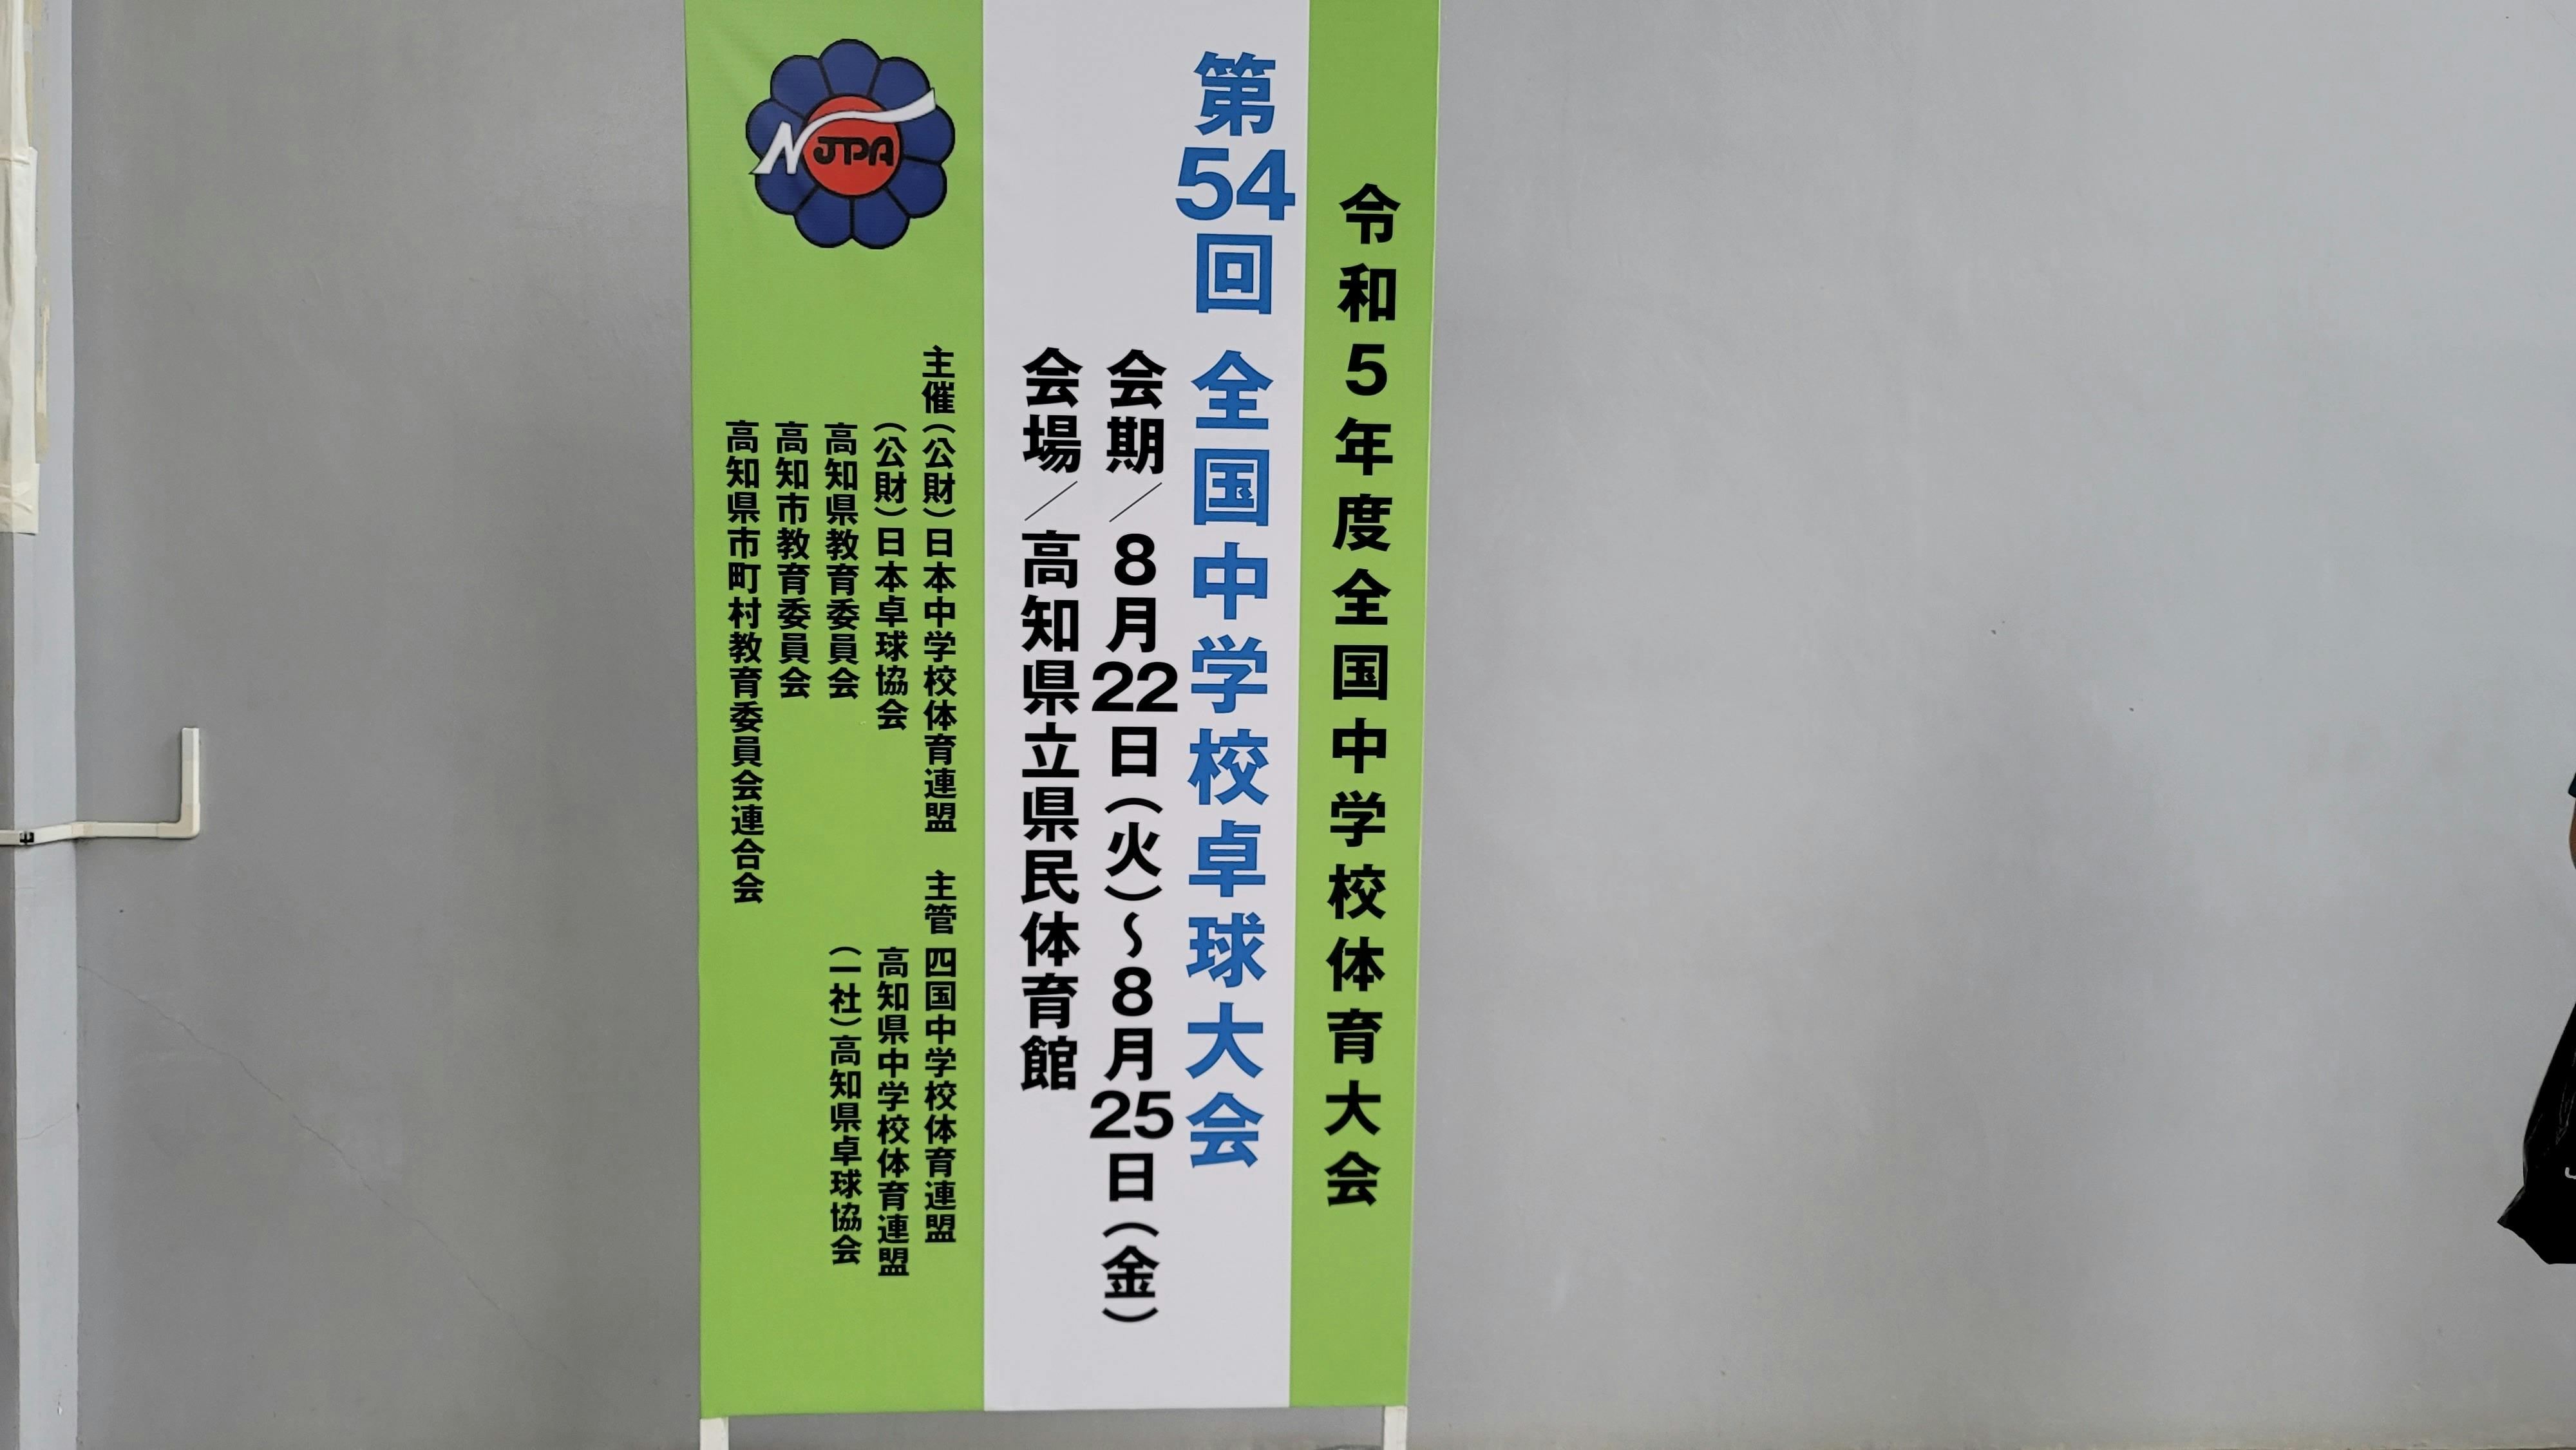 令和5年度全国中学校体育大会
第54回 全国中学校卓球大会
会期／8月22日（火）～8月25日（金）
会場／高知県立県民体育館
N JPA
主催（公財）日本中学校体育連盟
（公財）日本卓球協会
高知県教育委員会
高知市教育委員会
高知県市町村教育委員会連合会
主管 四国中学校体育連盟
高知県中学校体育連盟
（一社）高知県卓球協会